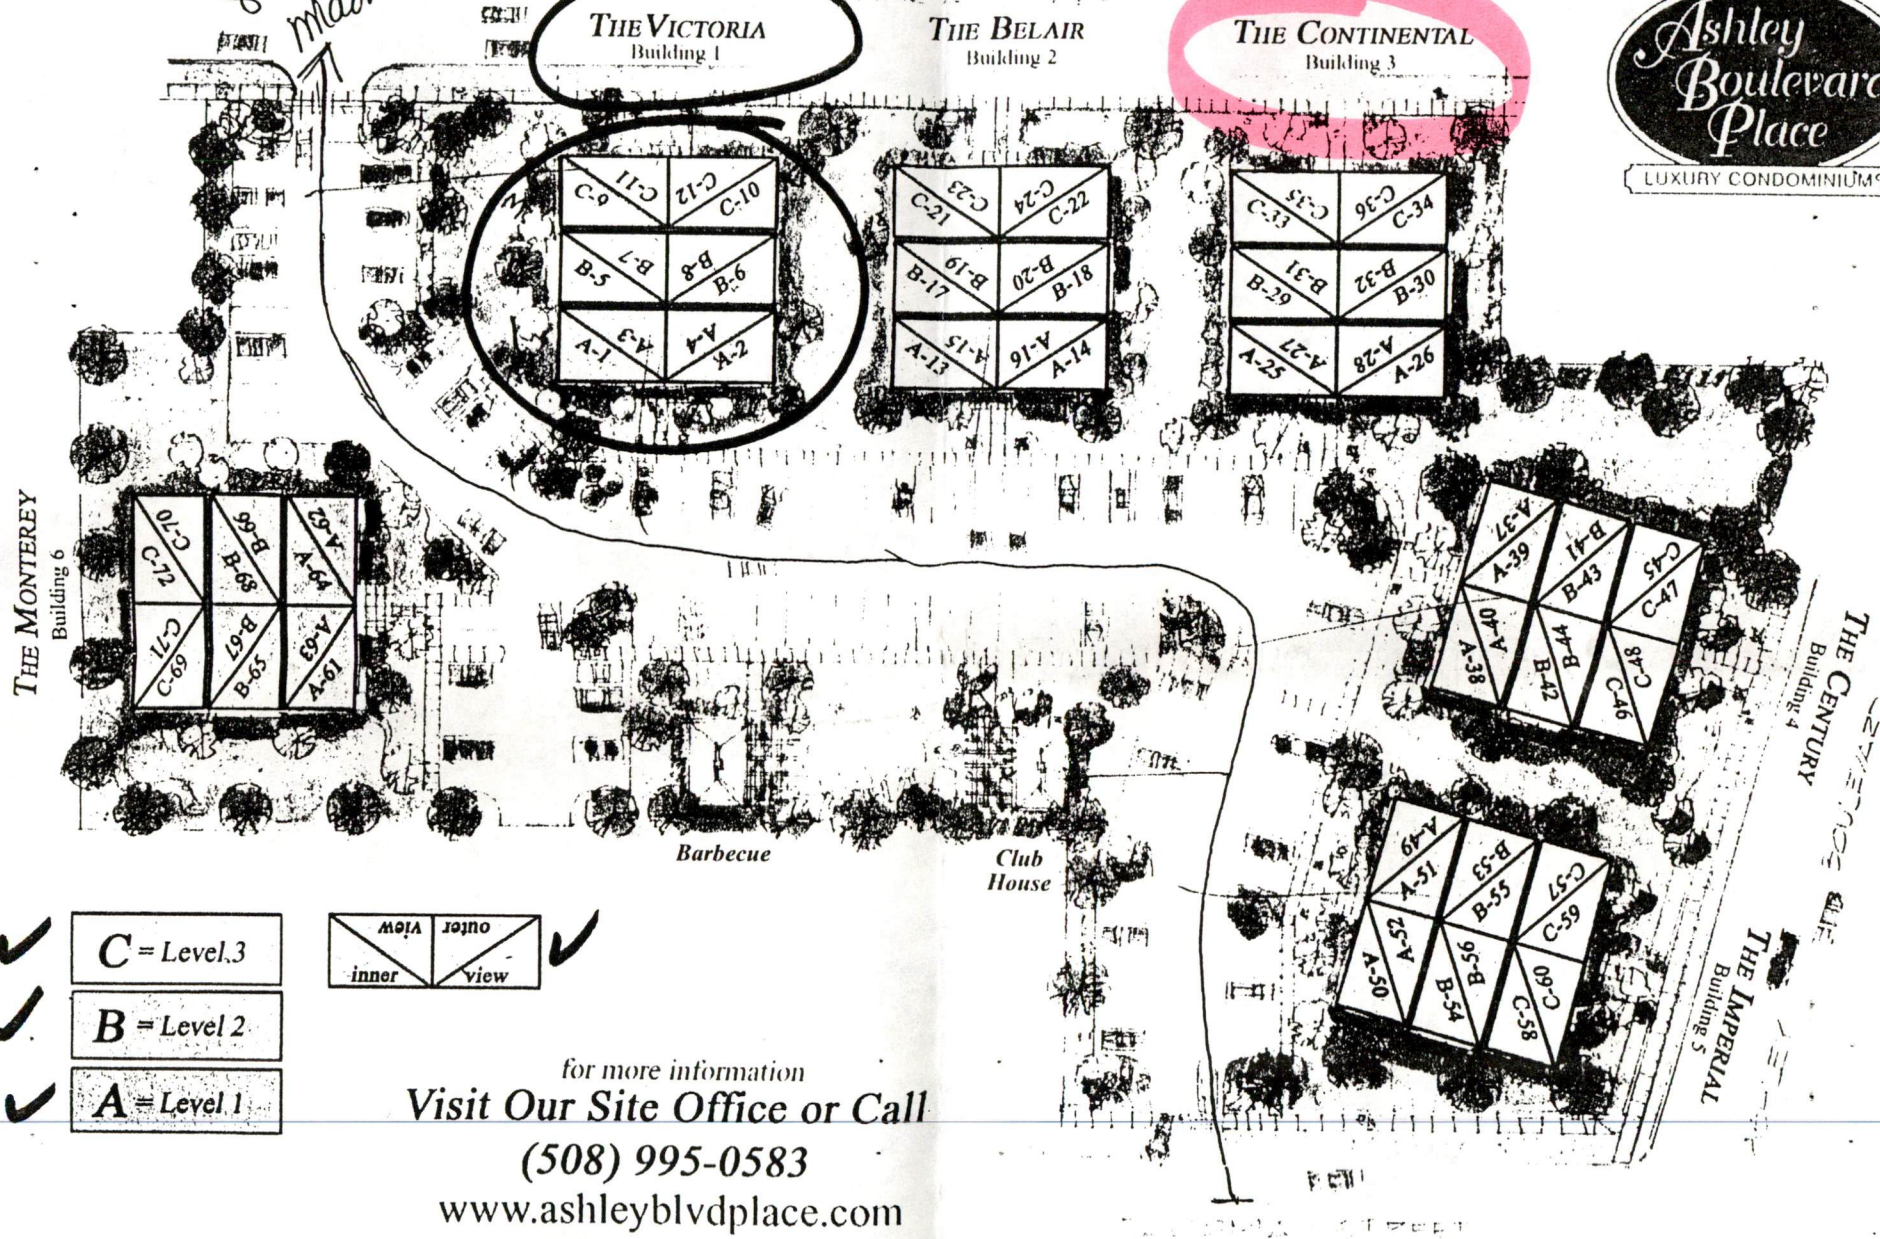 THE VICTORIA
Building 1
THE BELAIR
Building 2
THE CONTINENTAL
Building 3
Ashley
Boulevard
Place
LUXURY CONDOMINIUMS
C-9 C-11 C-12 C-10
B-5 B-7 B-8 B-6
A-1 A-3 A-4 A-2
C-21 C-23 C-24 C-22
B-17 B-19 B-20 B-18
A-13 A-15 A-16 A-14
C-33 C-35 C-36 C-34
B-29 B-31 B-32 B-30
A-25 A-27 A-28 A-26
THE MONTEREY
Building 6
C-70 B-66 A-62
C-72 B-68 A-64
C-71 B-67 A-63
C-69 B-65 A-61
A-37 B-41 C-45
A-39 B-43 C-47
A-40 B-44 C-48
A-38 B-42 C-46
THE CENTURY
Building 4
A-49 B-53 C-57
A-51 B-55 C-59
A-52 B-56 C-60
A-50 B-54 C-58
THE IMPERIAL
Building 5
Barbecue
Club
House
C = Level 3
B = Level 2
A = Level 1
inner view
outer view
for more information
Visit Our Site Office or Call
(508) 995-0583
www.ashleyblvdplace.com